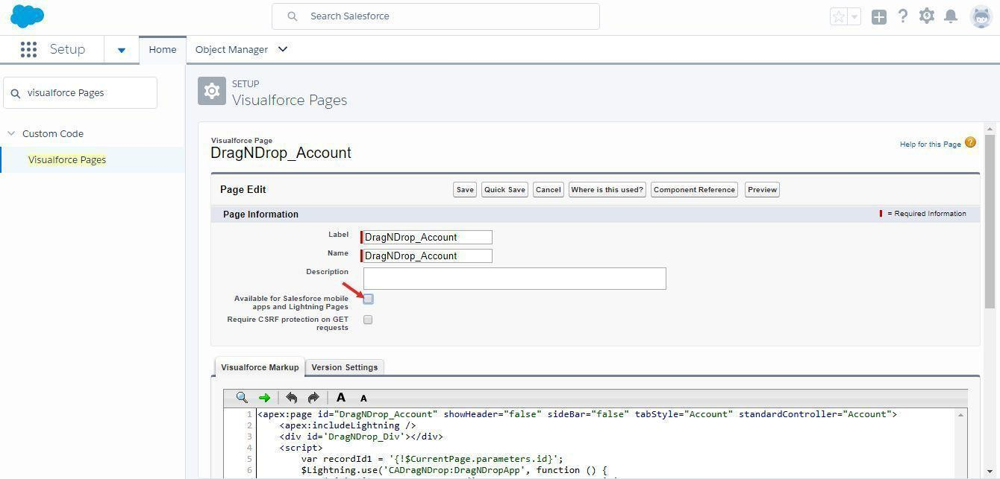 Search Salesforce
Setup
Home
Object Manager
visualforce Pages
Custom Code
Visualforce Pages
SETUP
Visualforce Pages
Visualforce Page
DragNDrop_Account
Help for this Page ?
Page Edit
Save
Quick Save
Cancel
Where is this used?
Component Reference
Preview
Page Information
= Required Information
Label
DragNDrop_Account
Name
DragNDrop_Account
Description
Available for Salesforce mobile
apps and Lightning Pages
Require CSRF protection on GET
requests
Visualforce Markup
Version Settings
A A
1 <apex:page id="DragNDrop_Account" showHeader="false" sideBar="false" tabStyle="Account" standardController="Account">
2 <apex:includeLightning />
3 <div id='DragNDrop_Div'></div>
4 <script>
5 var recordId1 = '{!$CurrentPage.parameters.id}';
6 $Lightning.use('CADragNDrop:DragNDropApp', function () {